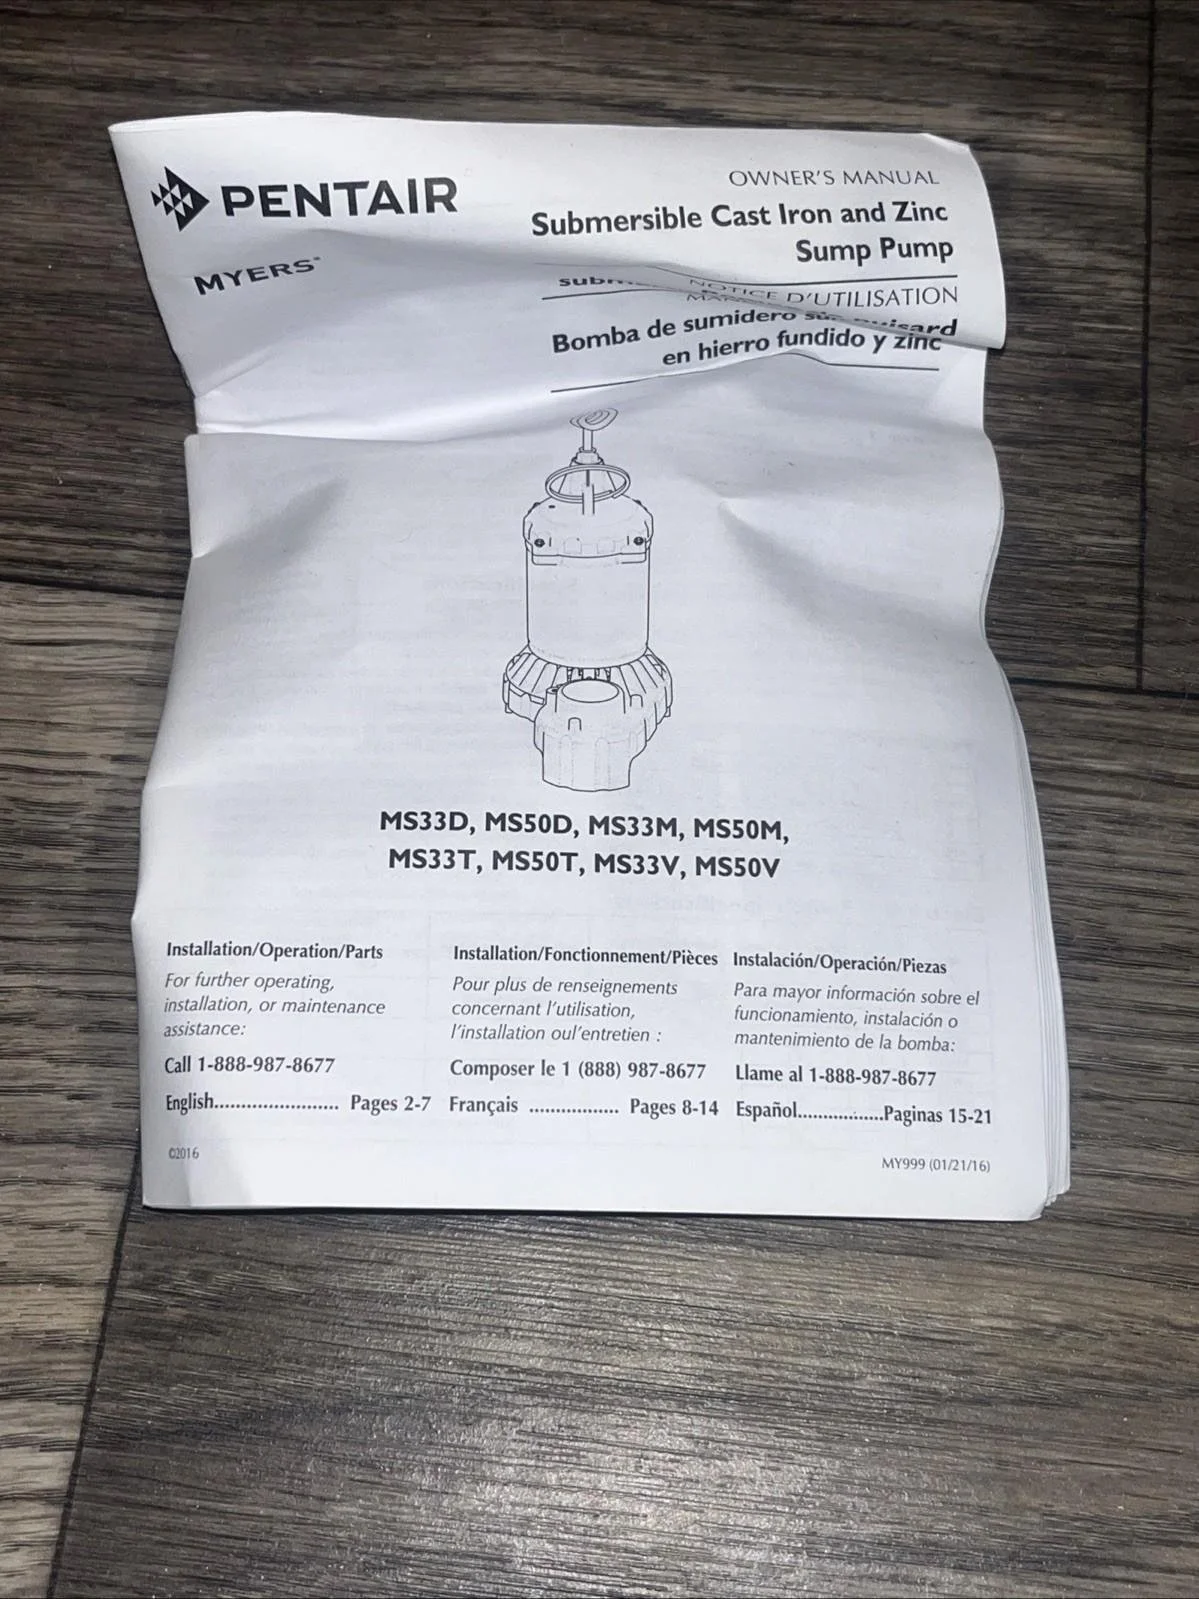 PENTAIR
MYERS®
OWNER'S MANUAL
Submersible Cast Iron and Zinc
Sump Pump
NOTICE D'UTILISATION
Bomba de sumidero
en hierro fundido y zinc
MS33D, MS50D, MS33M, MS50M,
MS33T, MS50T, MS33V, MS50V
Installation/Operation/Parts
For further operating,
installation, or maintenance
assistance:
Call 1-888-987-8677
English....................... Pages 2-7
Installation/Fonctionnement/Pièces
Pour plus de renseignements
concernant l'utilisation,
l'installation oul'entretien :
Composer le 1 (888) 987-8677
Français ................. Pages 8-14
Instalación/Operación/Piezas
Para mayor información sobre el
funcionamiento, instalación o
mantenimiento de la bomba:
Llame al 1-888-987-8677
Español................Paginas 15-21
©2016
MY999 (01/21/16)